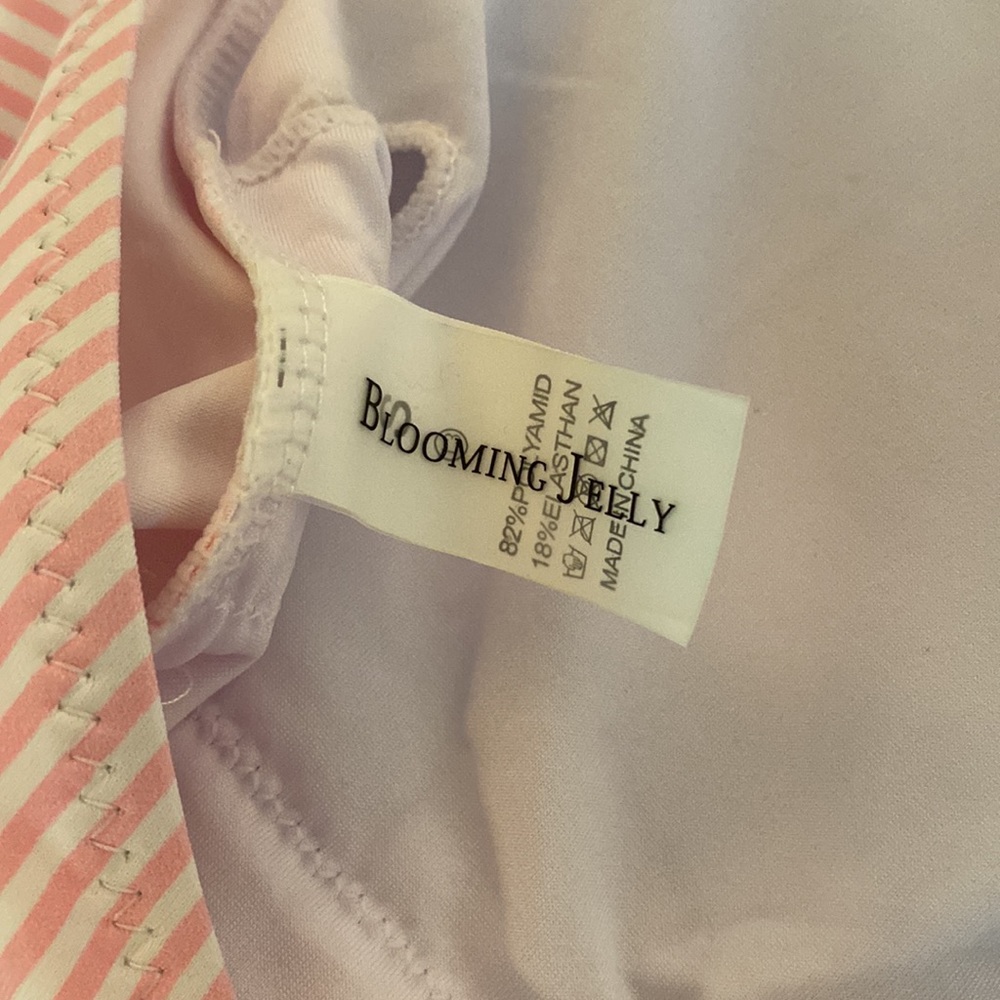 BLOOMING JELLY
S
82%POLYAMID
18%ELASTHAN
MADE IN CHINA